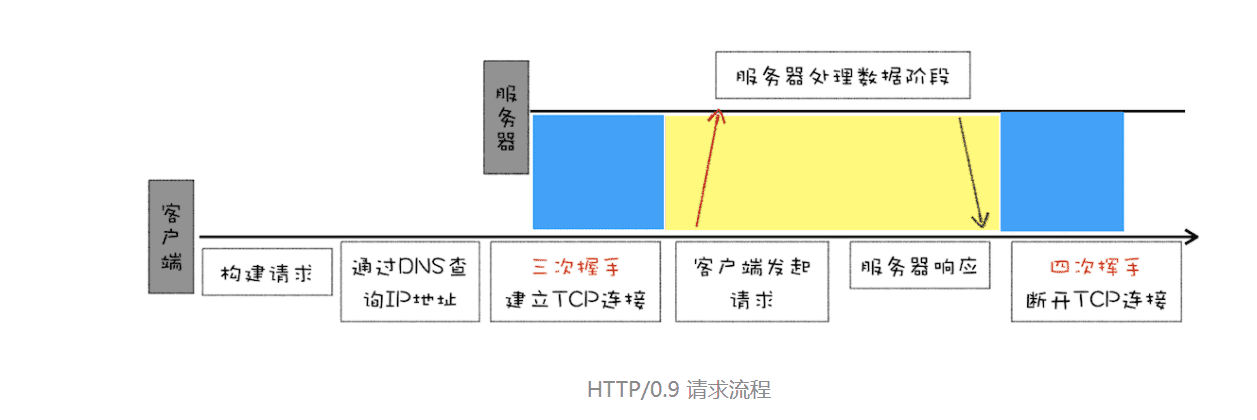 服务器处理数据阶段
服务器
客户端
构建请求
通过DNS查
询IP地址
三次握手
建立TCP连接
客户端发起
请求
服务器响应
四次挥手
断开TCP连接
HTTP/0.9 请求流程